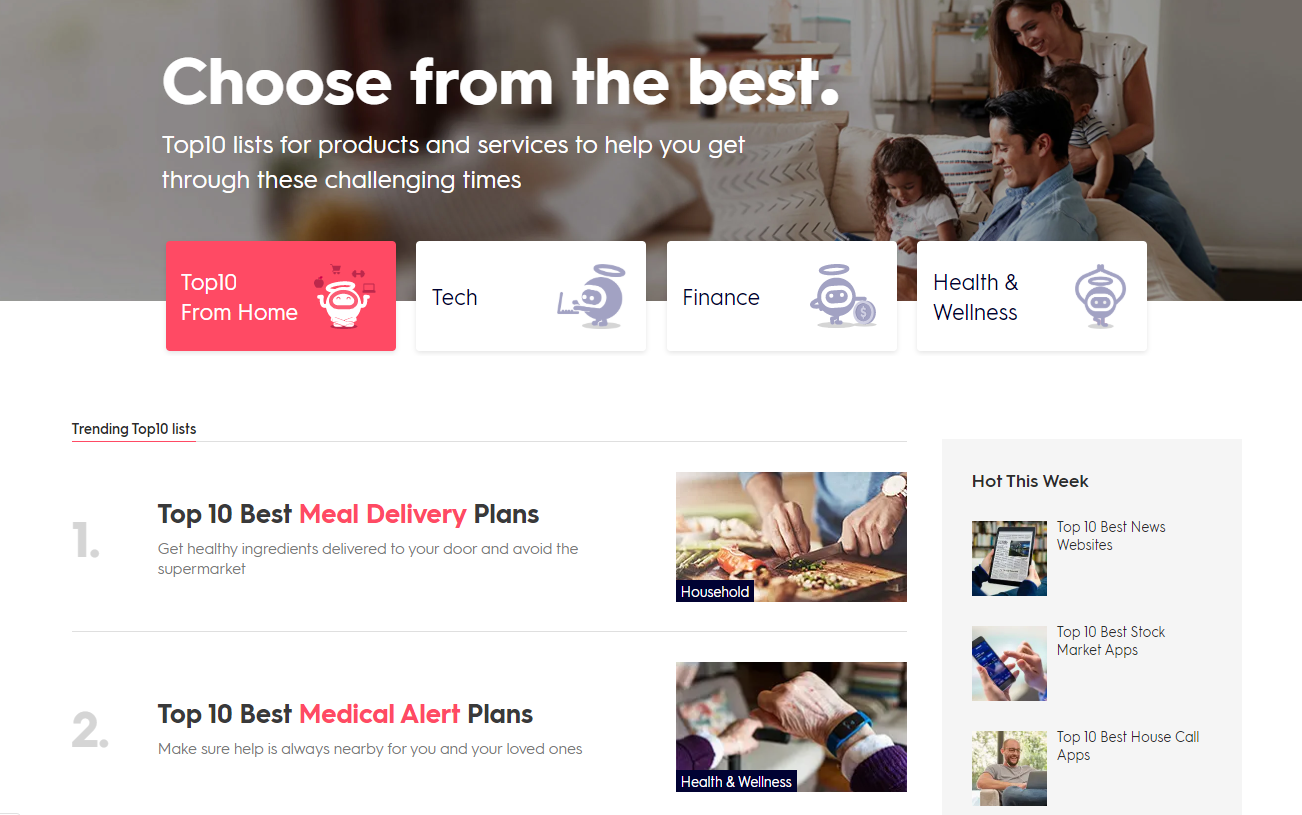 Choose from the best.
Top10 lists for products and services to help you get
through these challenging times
Top10
From Home
Tech
Finance
Health &
Wellness
Trending Top10 lists
1.
Top 10 Best Meal Delivery Plans
Get healthy ingredients delivered to your door and avoid the
supermarket
Household
2.
Top 10 Best Medical Alert Plans
Make sure help is always nearby for you and your loved ones
Health & Wellness
Hot This Week
Top 10 Best News
Websites
Top 10 Best Stock
Market Apps
Top 10 Best House Call
Apps